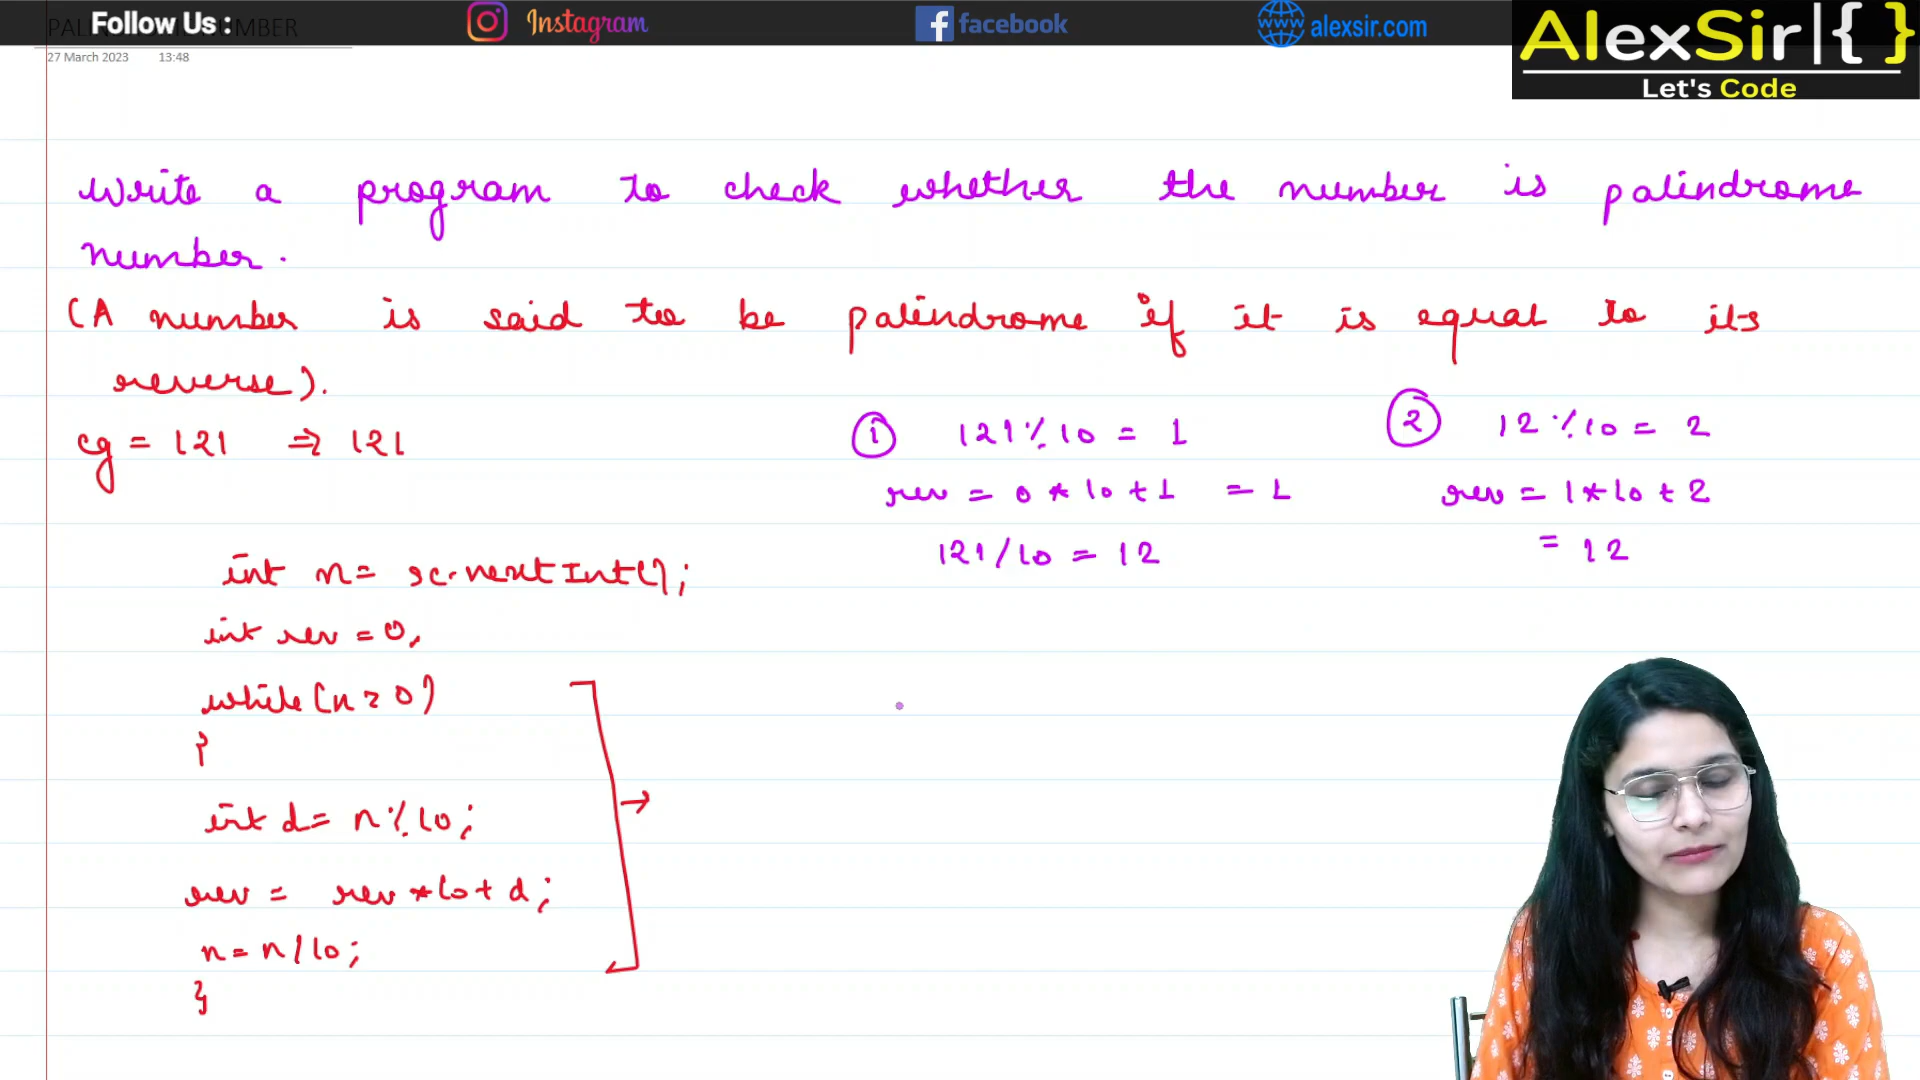 Follow Us :
Instagram
facebook
alexsir.com
AlexSir|{ }
Let's Code
27 March 2023 13:48
Write a program to check whether the number is palindrome
number.
(A number is said to be palindrome if it is equal to its
reverse).
eg = 121 ⇒ 121
① 121%10 = 1
rev = 0 * 10 + 1 = 1
121/10 = 12
② 12%10 = 2
rev = 1*10 + 2
= 12
int n= sc.nextInt();
int rev = 0,
while(n>0)
{
int d= n%10;
rev = rev *10+ d;
n= n/10;
}